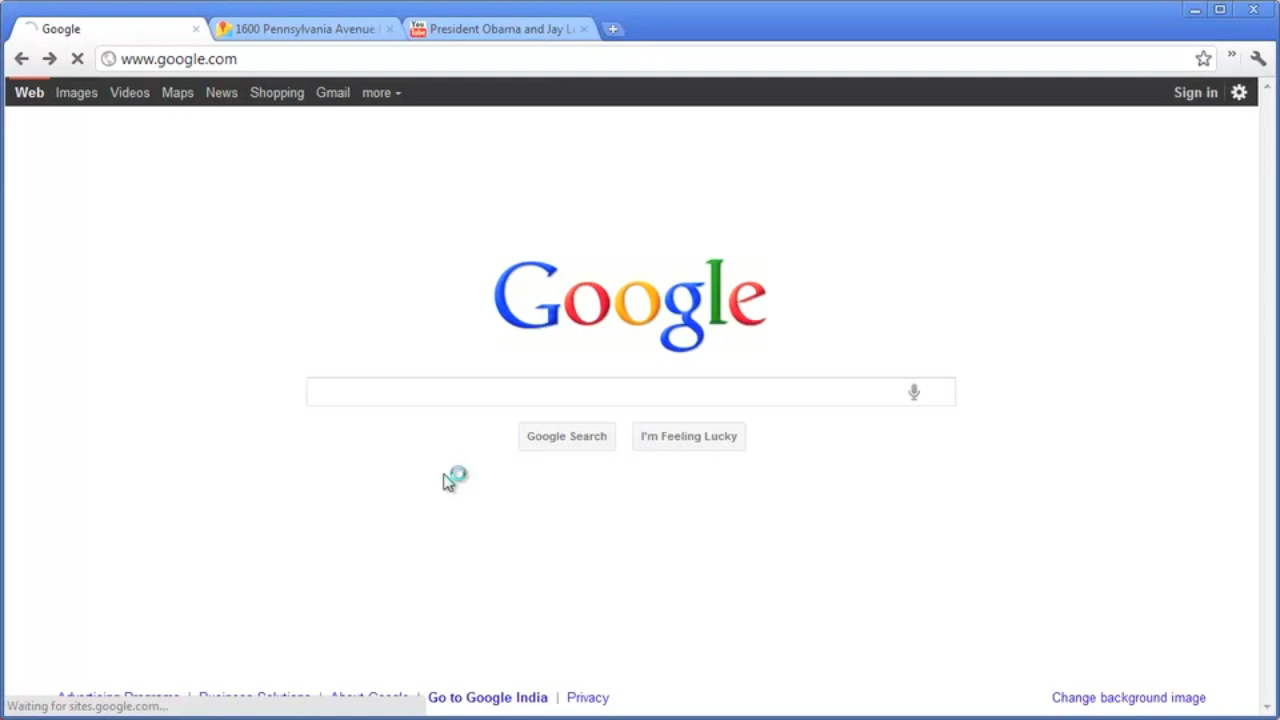 Google
1600 Pennsylvania Avenue
President Obama and Jay L
www.google.com
Web Images Videos Maps News Shopping Gmail more
Sign in
Google
Google Search
I'm Feeling Lucky
Advertising Programs | Business Solutions | About Google | Go to Google India | Privacy
Change background image
Waiting for sites.google.com...